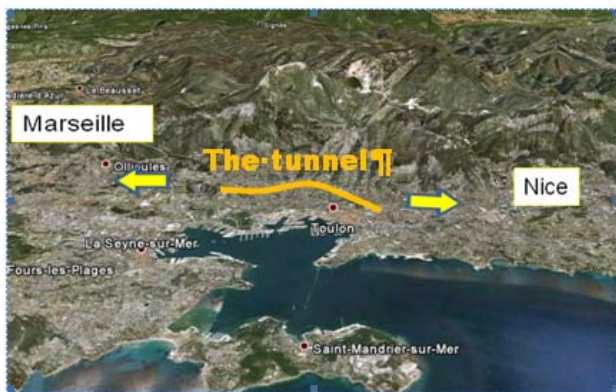 Signes
Le Beausset
Marseille
Ollioules
The·tunnel¶
Nice
Toulon
La Seyne-sur-Mer
Fours-les-Plages
Saint-Mandrier-sur-Mer